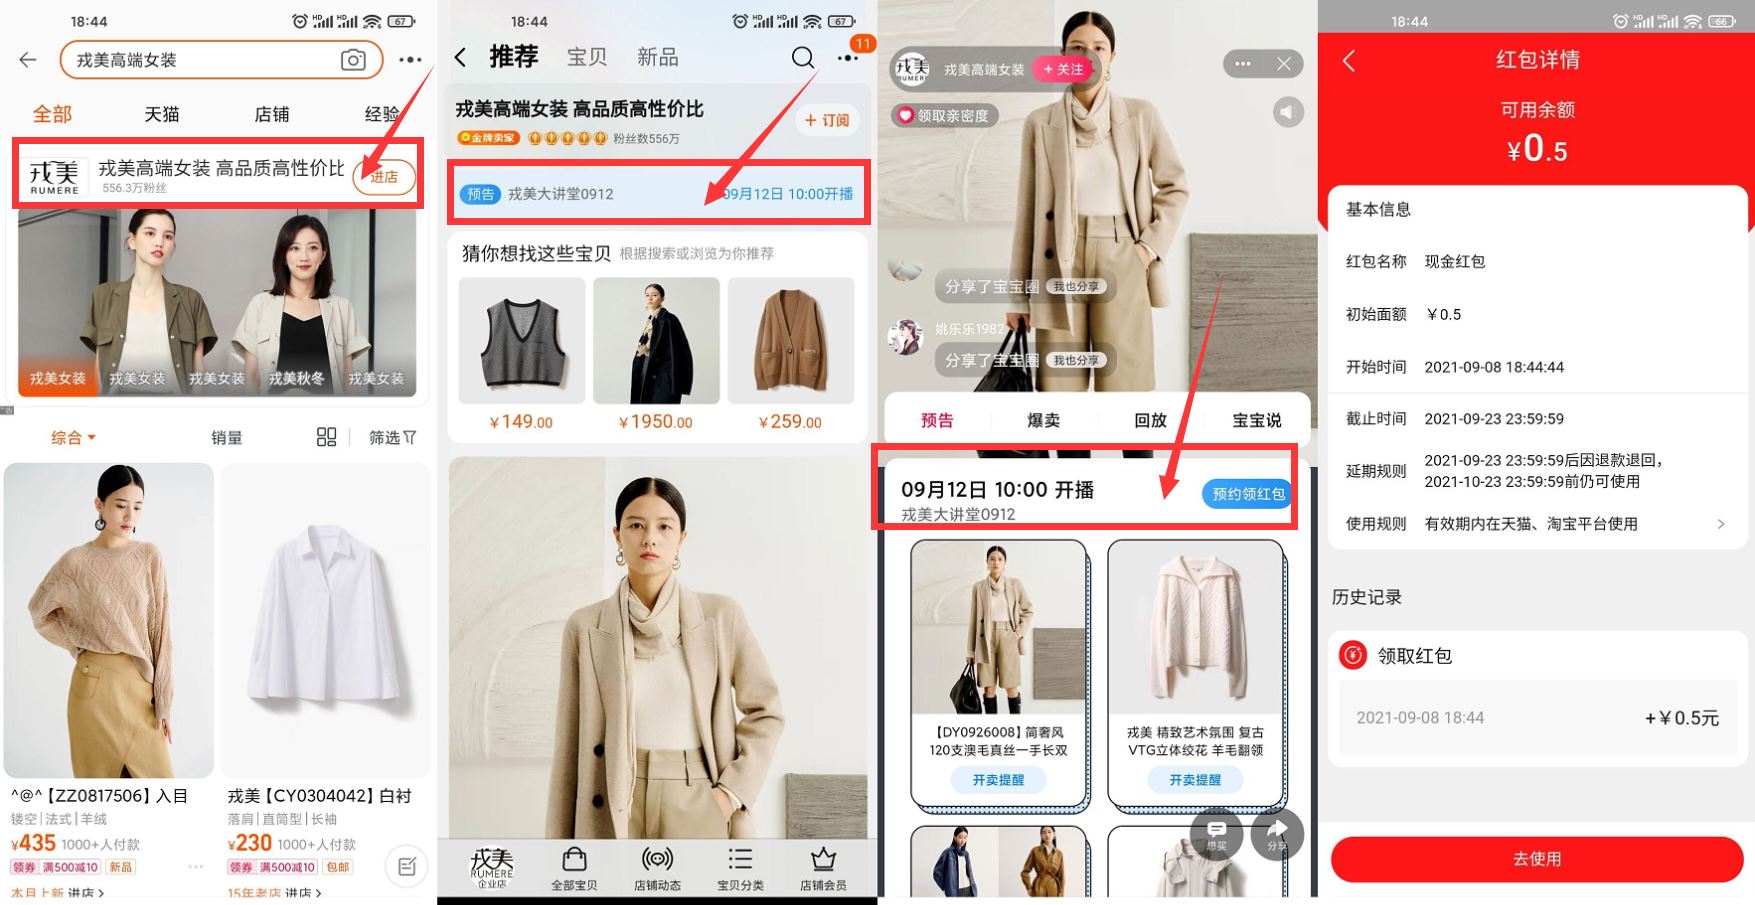 18:44
HD HD 6 67
戎美高端女装
全部 天猫 店铺 经验
戎美
RUMERE
戎美高端女装 高品质高性价比
556.3万粉丝
进店
戎美女装 戎美女装 戎美女装 戎美秋冬 戎美女装
综合 销量 筛选
^@^【ZZ0817506】入目
镂空|法式|羊绒
¥435 1000+人付款
领券 满500减10 新品
本月上新 进店 >
戎美【CY0304042】白衬
落肩|直筒型|长袖
¥230 1000+人付款
领券 满500减10 包邮
15年老店 进店 >
18:44
HD HD 6 67
推荐 宝贝 新品
11
戎美高端女装 高品质高性价比
金牌卖家 粉丝数556万
+ 订阅
预告 戎美大讲堂0912 09月12日 10:00开播
猜你想找这些宝贝 根据搜索或浏览为你推荐
¥149.00 ¥1950.00 ¥259.00
戎美
RUMERE
企业店
全部宝贝 店铺动态 宝贝分类 店铺会员
戎美
RUMERE
戎美高端女装 + 关注
领取亲密度
分享了宝宝圈 我也分享
姚乐乐1982
分享了宝宝圈 我也分享
预告 爆卖 回放 宝宝说
09月12日 10:00 开播
戎美大讲堂0912
预约领红包
【DY0926008】简奢风
120支澳毛真丝一手长双
开卖提醒
戎美 精致艺术氛围 复古
VTG立体绞花 羊毛翻领
开卖提醒
想买 分享
18:44
HD HD 6 66
红包详情
可用余额
¥0.5
基本信息
红包名称 现金红包
初始面额 ¥0.5
开始时间 2021-09-08 18:44:44
截止时间 2021-09-23 23:59:59
延期规则 2021-09-23 23:59:59后因退款退回，
2021-10-23 23:59:59前仍可使用
使用规则 有效期内在天猫、淘宝平台使用
历史记录
领取红包
2021-09-08 18:44 +¥0.5元
去使用